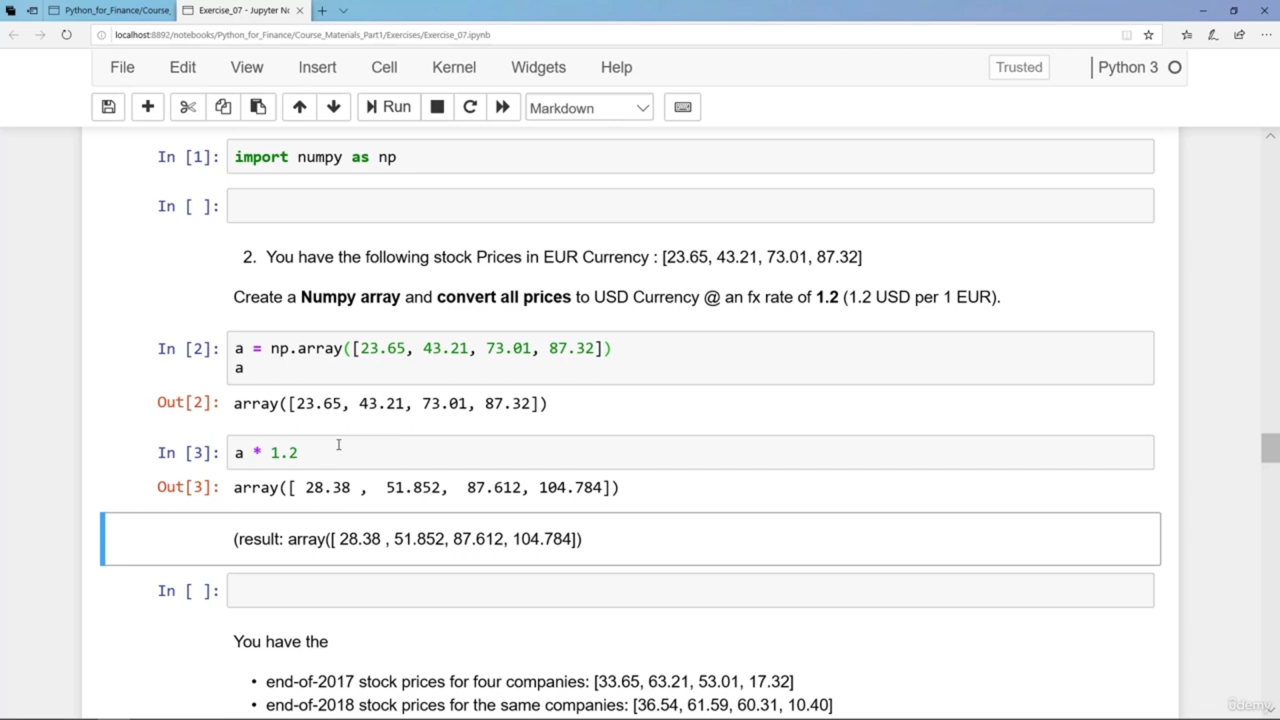 Python_for_Finance/Course_
Exercise_07 - Jupyter No
localhost:8892/notebooks/Python_for_Finance/Course_Materials_Part1/Exercises/Exercise_07.ipynb
File Edit View Insert Cell Kernel Widgets Help Trusted Python 3
Run Markdown
In [1]: import numpy as np
In [ ]:
2. You have the following stock Prices in EUR Currency : [23.65, 43.21, 73.01, 87.32]
Create a Numpy array and convert all prices to USD Currency @ an fx rate of 1.2 (1.2 USD per 1 EUR).
In [2]: a = np.array([23.65, 43.21, 73.01, 87.32])
a
Out[2]: array([23.65, 43.21, 73.01, 87.32])
In [3]: a * 1.2
Out[3]: array([ 28.38 , 51.852, 87.612, 104.784])
(result: array([ 28.38 , 51.852, 87.612, 104.784])
In [ ]:
You have the
• end-of-2017 stock prices for four companies: [33.65, 63.21, 53.01, 17.32]
• end-of-2018 stock prices for the same companies: [36.54, 61.59, 60.31, 10.40]
ûdemy